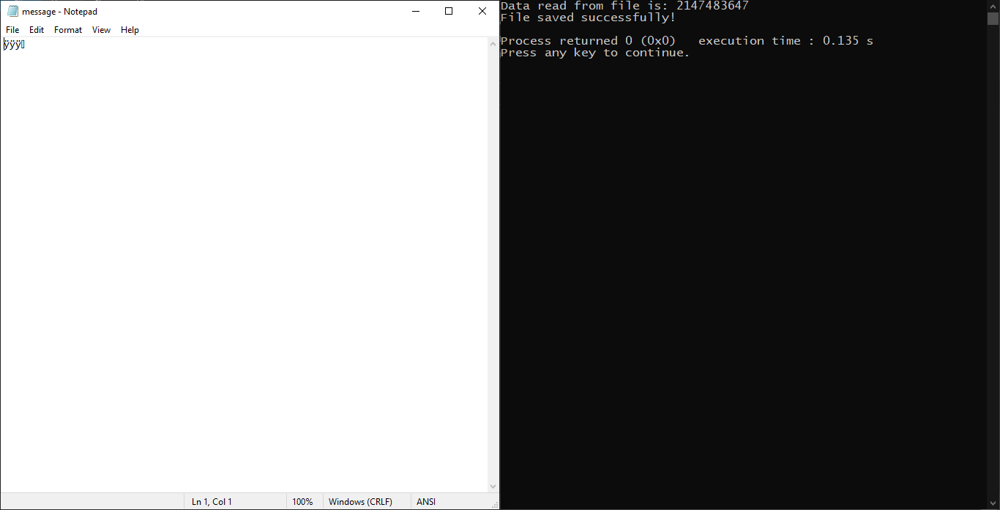 message - Notepad
File Edit Format View Help
ÿÿÿ
Ln 1, Col 1 100% Windows (CRLF) ANSI
Data read from file is: 2147483647
File saved successfully!
Process returned 0 (0x0)   execution time : 0.135 s
Press any key to continue.